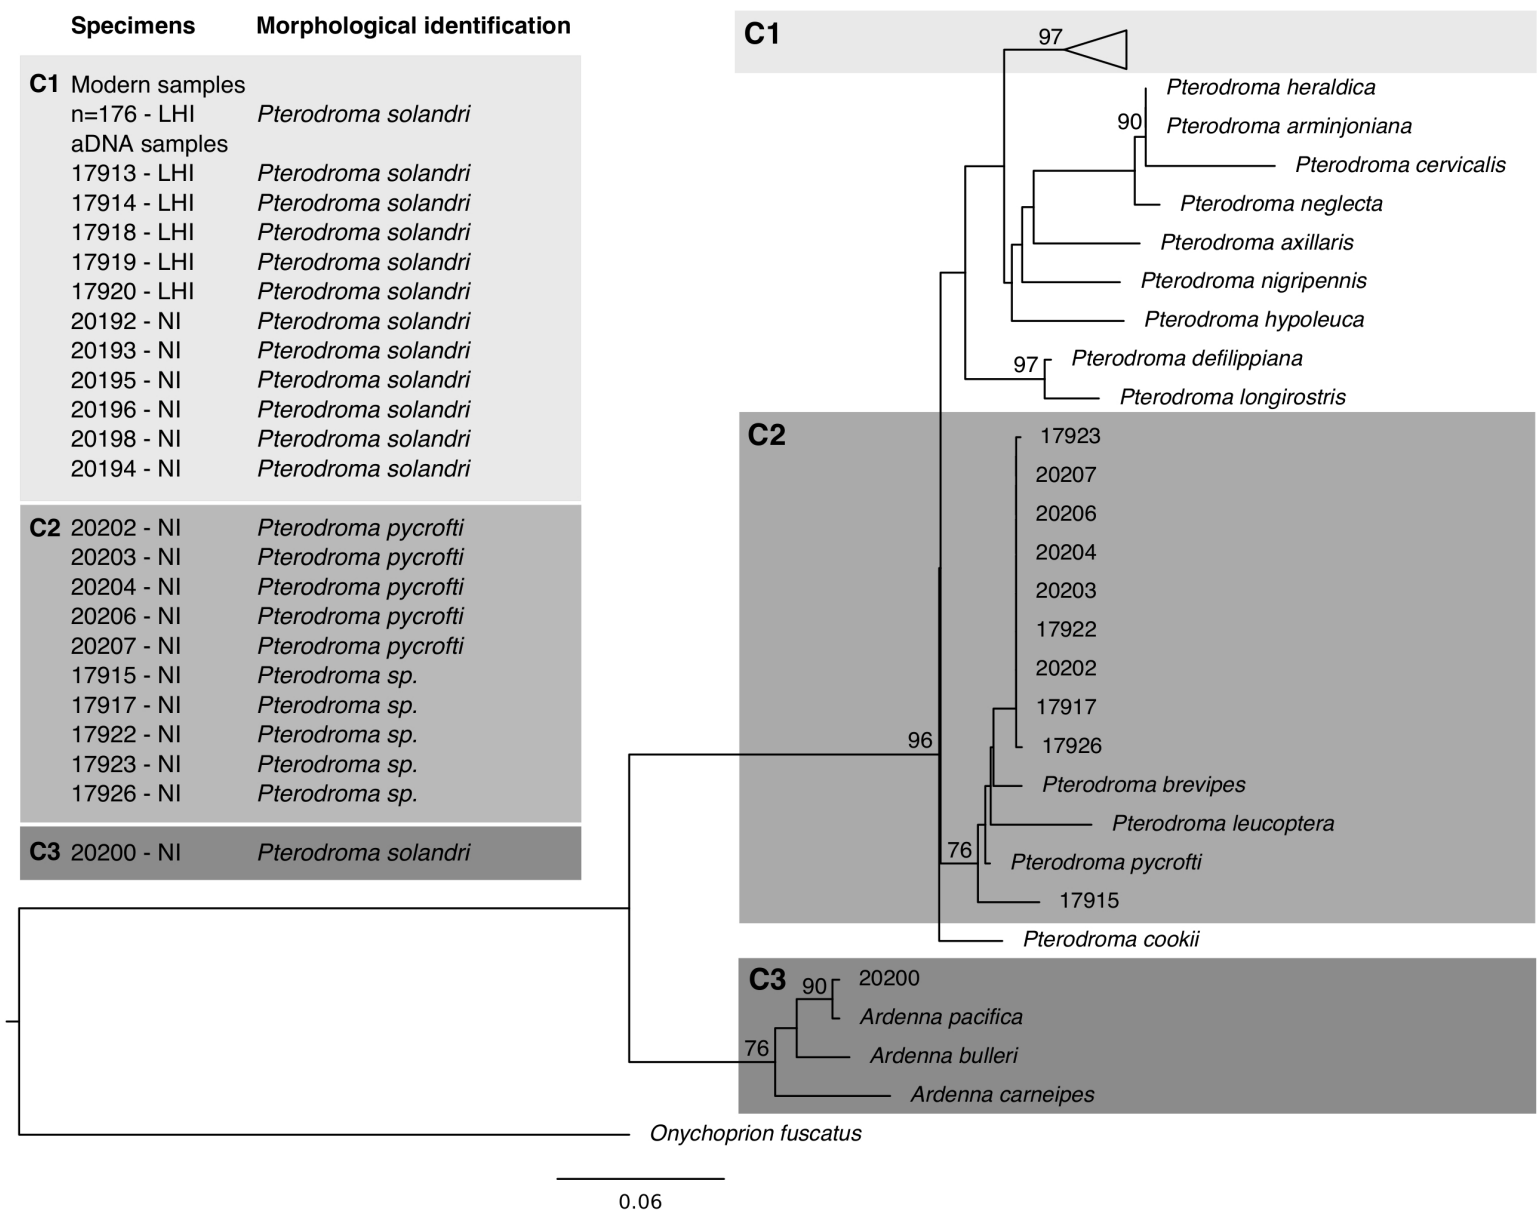 Specimens Morphological identification
C1 Modern samples
n=176 - LHI Pterodroma solandri
aDNA samples
17913 - LHI Pterodroma solandri
17914 - LHI Pterodroma solandri
17918 - LHI Pterodroma solandri
17919 - LHI Pterodroma solandri
17920 - LHI Pterodroma solandri
20192 - NI Pterodroma solandri
20193 - NI Pterodroma solandri
20195 - NI Pterodroma solandri
20196 - NI Pterodroma solandri
20198 - NI Pterodroma solandri
20194 - NI Pterodroma solandri
C2 20202 - NI Pterodroma pycrofti
20203 - NI Pterodroma pycrofti
20204 - NI Pterodroma pycrofti
20206 - NI Pterodroma pycrofti
20207 - NI Pterodroma pycrofti
17915 - NI Pterodroma sp.
17917 - NI Pterodroma sp.
17922 - NI Pterodroma sp.
17923 - NI Pterodroma sp.
17926 - NI Pterodroma sp.
C3 20200 - NI Pterodroma solandri
C1
97
Pterodroma heraldica
90
Pterodroma arminjoniana
Pterodroma cervicalis
Pterodroma neglecta
Pterodroma axillaris
Pterodroma nigripennis
Pterodroma hypoleuca
97
Pterodroma defilippiana
Pterodroma longirostris
C2
17923
20207
20206
20204
20203
17922
20202
17917
96
17926
Pterodroma brevipes
Pterodroma leucoptera
76
Pterodroma pycrofti
17915
Pterodroma cookii
C3
90
20200
Ardenna pacifica
76
Ardenna bulleri
Ardenna carneipes
Onychoprion fuscatus
0.06